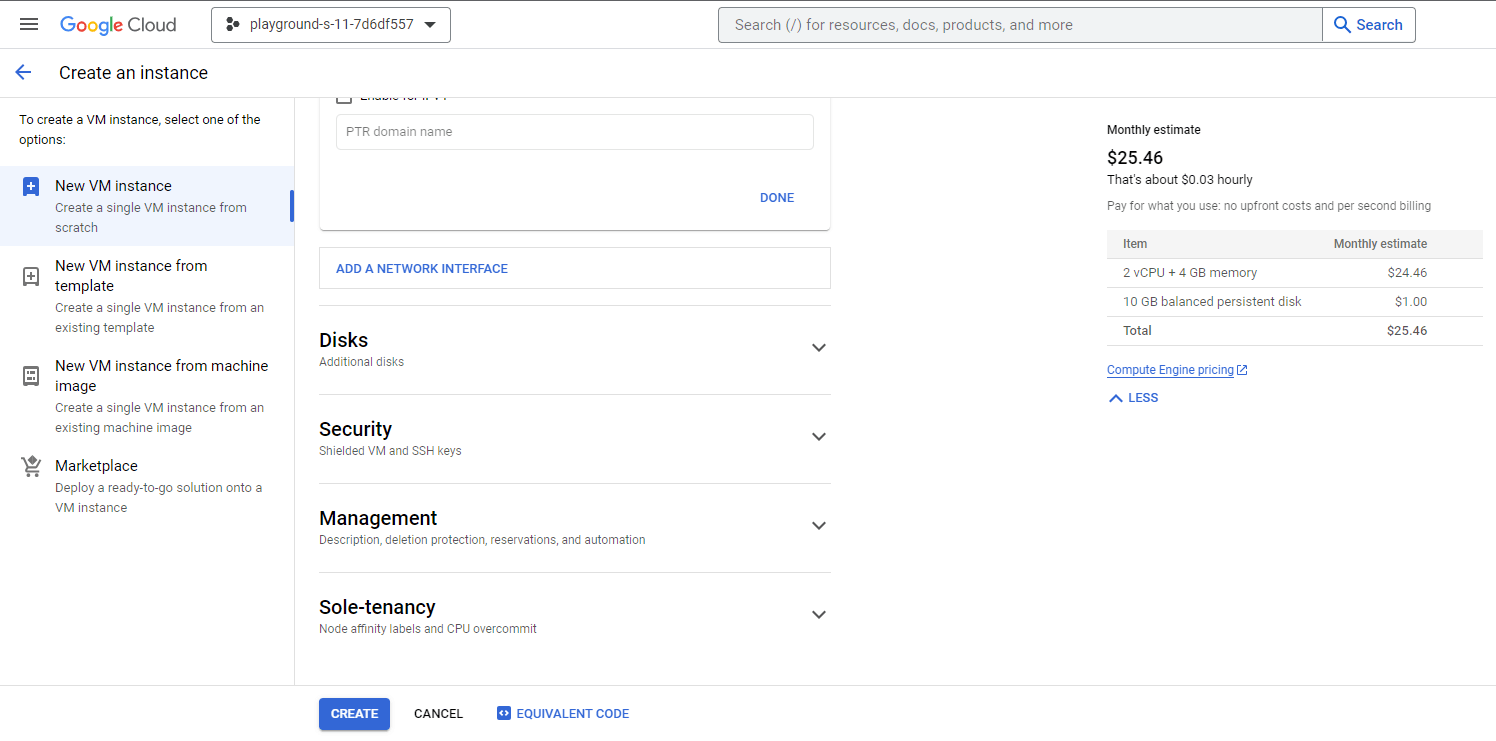 Google Cloud
playground-s-11-7d6df557
Search (/) for resources, docs, products, and more
Search
Create an instance
To create a VM instance, select one of the
options:
New VM instance
Create a single VM instance from
scratch
New VM instance from
template
Create a single VM instance from an
existing template
New VM instance from machine
image
Create a single VM instance from an
existing machine image
Marketplace
Deploy a ready-to-go solution onto a
VM instance
PTR domain name
DONE
ADD A NETWORK INTERFACE
Disks
Additional disks
Security
Shielded VM and SSH keys
Management
Description, deletion protection, reservations, and automation
Sole-tenancy
Node affinity labels and CPU overcommit
CREATE
CANCEL
EQUIVALENT CODE
Monthly estimate
$25.46
That's about $0.03 hourly
Pay for what you use: no upfront costs and per second billing
Item Monthly estimate
2 vCPU + 4 GB memory $24.46
10 GB balanced persistent disk $1.00
Total $25.46
Compute Engine pricing
LESS